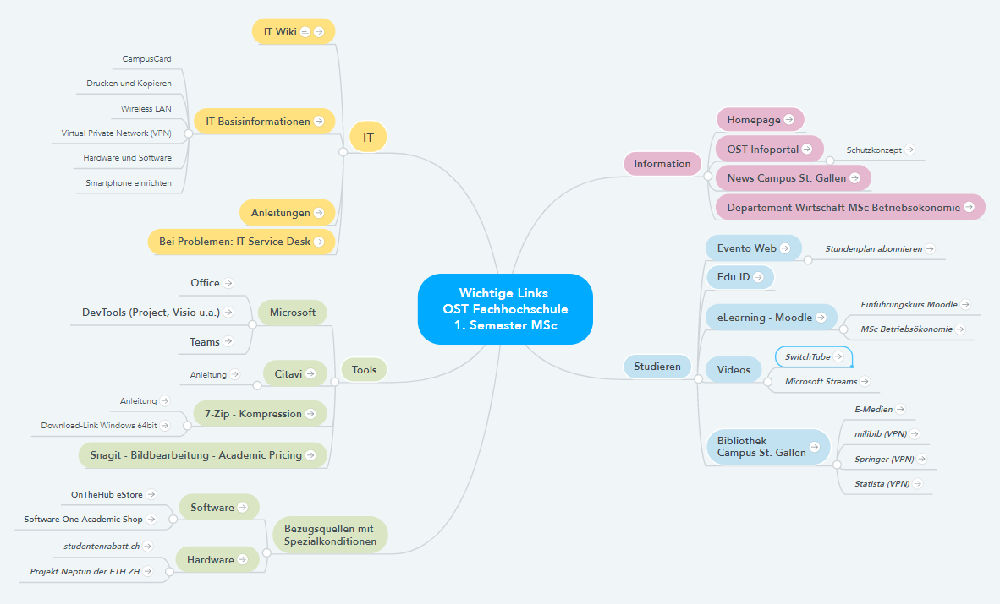 Wichtige Links
OST Fachhochschule
1. Semester MSc
IT
IT Wiki
IT Basisinformationen
CampusCard
Drucken und Kopieren
Wireless LAN
Virtual Private Network (VPN)
Hardware und Software
Smartphone einrichten
Anleitungen
Bei Problemen: IT Service Desk
Tools
Microsoft
Office
DevTools (Project, Visio u.a.)
Teams
Citavi
Anleitung
7-Zip - Kompression
Anleitung
Download-Link Windows 64bit
Snagit - Bildbearbeitung - Academic Pricing
Bezugsquellen mit
Spezialkonditionen
Software
OnTheHub eStore
Software One Academic Shop
Hardware
studentenrabatt.ch
Projekt Neptun der ETH ZH
Information
Homepage
OST Infoportal
Schutzkonzept
News Campus St. Gallen
Departement Wirtschaft MSc Betriebsökonomie
Studieren
Evento Web
Stundenplan abonnieren
Edu ID
eLearning - Moodle
Einführungskurs Moodle
MSc Betriebsökonomie
Videos
SwitchTube
Microsoft Streams
Bibliothek
Campus St. Gallen
E-Medien
milibib (VPN)
Springer (VPN)
Statista (VPN)